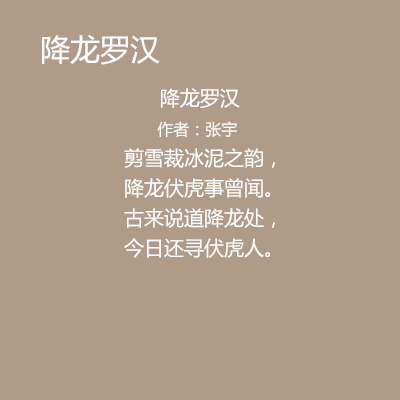 降龙罗汉
降龙罗汉
作者：张宇
剪雪裁冰泥之韵，
降龙伏虎事曾闻。
古来说道降龙处，
今日还寻伏虎人。